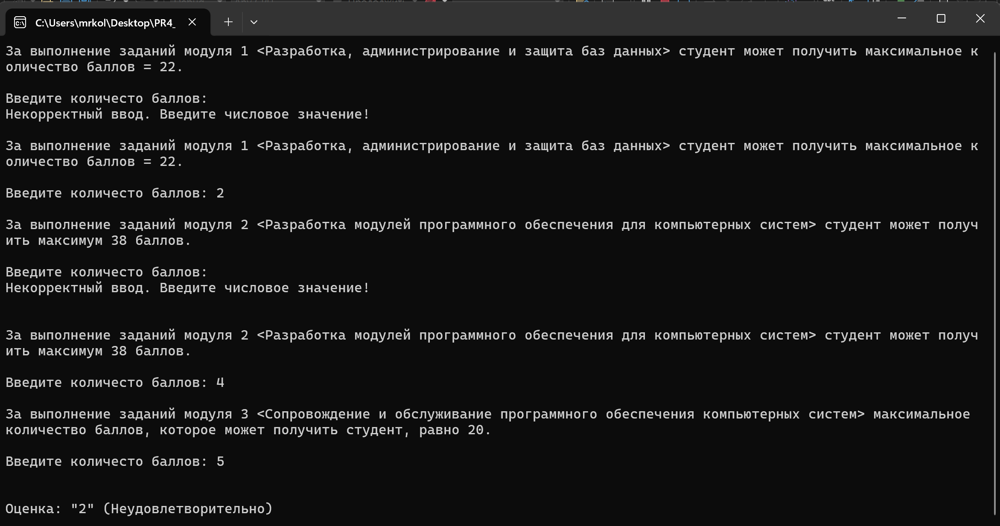 C:\Users\mrkol\Desktop\PR4_
За выполнение заданий модуля 1 <Разработка, администрирование и защита баз данных> студент может получить максимальное к
оличество баллов = 22.
Введите количесто баллов:
Некорректный ввод. Введите числовое значение!
За выполнение заданий модуля 1 <Разработка, администрирование и защита баз данных> студент может получить максимальное к
оличество баллов = 22.
Введите количесто баллов: 2
За выполнение заданий модуля 2 <Разработка модулей программного обеспечения для компьютерных систем> студент может получ
ить максимум 38 баллов.
Введите количесто баллов:
Некорректный ввод. Введите числовое значение!
За выполнение заданий модуля 2 <Разработка модулей программного обеспечения для компьютерных систем> студент может получ
ить максимум 38 баллов.
Введите количесто баллов: 4
За выполнение заданий модуля 3 <Сопровождение и обслуживание программного обеспечения компьютерных систем> максимальное
количество баллов, которое может получить студент, равно 20.
Введите количесто баллов: 5
Оценка: "2" (Неудовлетворительно)